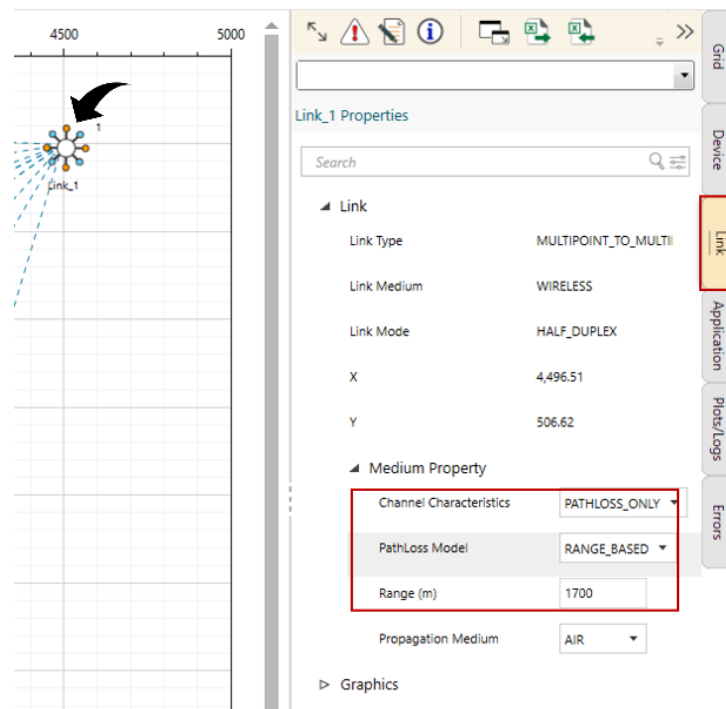 4500
5000
1
Link_1
Link_1 Properties
Search
Link
Link Type MULTIPOINT_TO_MULTI
Link Medium WIRELESS
Link Mode HALF_DUPLEX
X 4,496.51
Y 506.62
Medium Property
Channel Characteristics PATHLOSS_ONLY
PathLoss Model RANGE_BASED
Range (m) 1700
Propagation Medium AIR
Graphics
Grid
Device
Link
Application
Plots/Logs
Errors